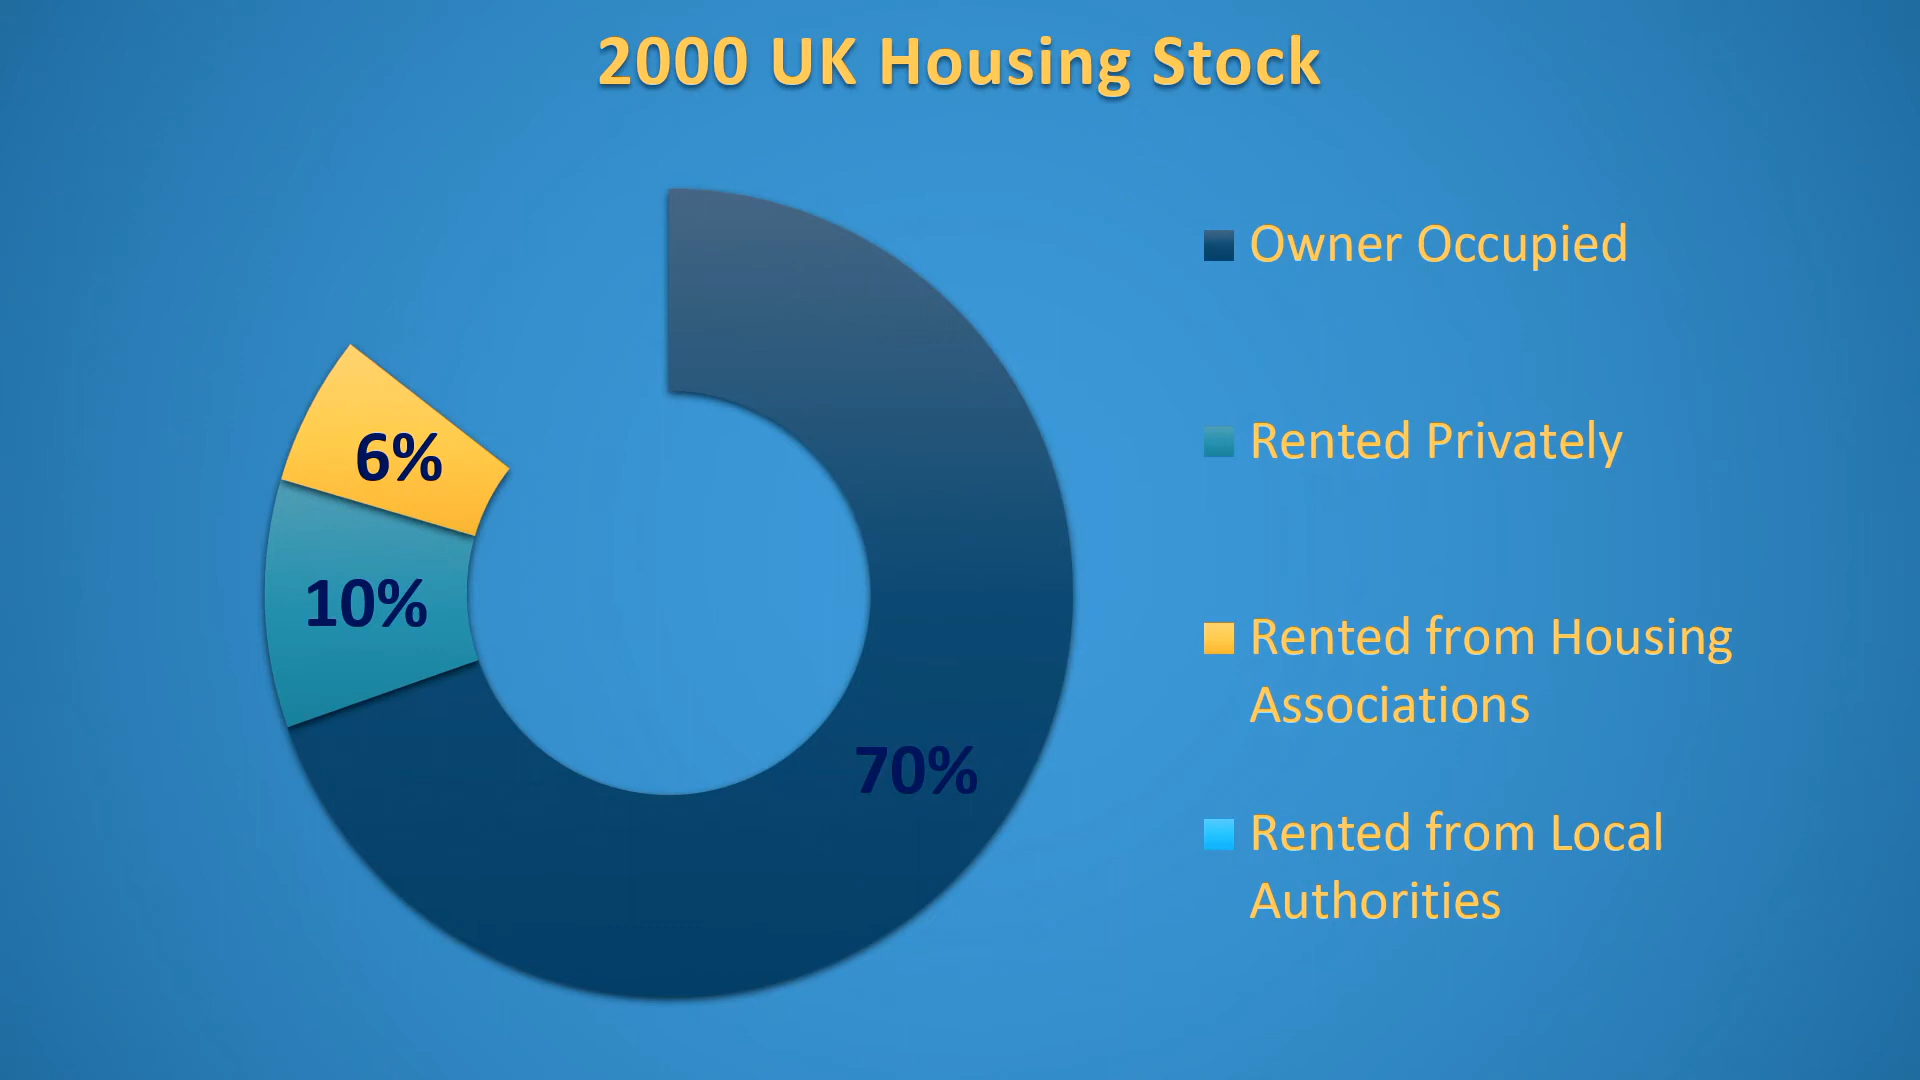 2000 UK Housing Stock
Owner Occupied
6%
Rented Privately
10%
Rented from Housing
Associations
70%
Rented from Local
Authorities